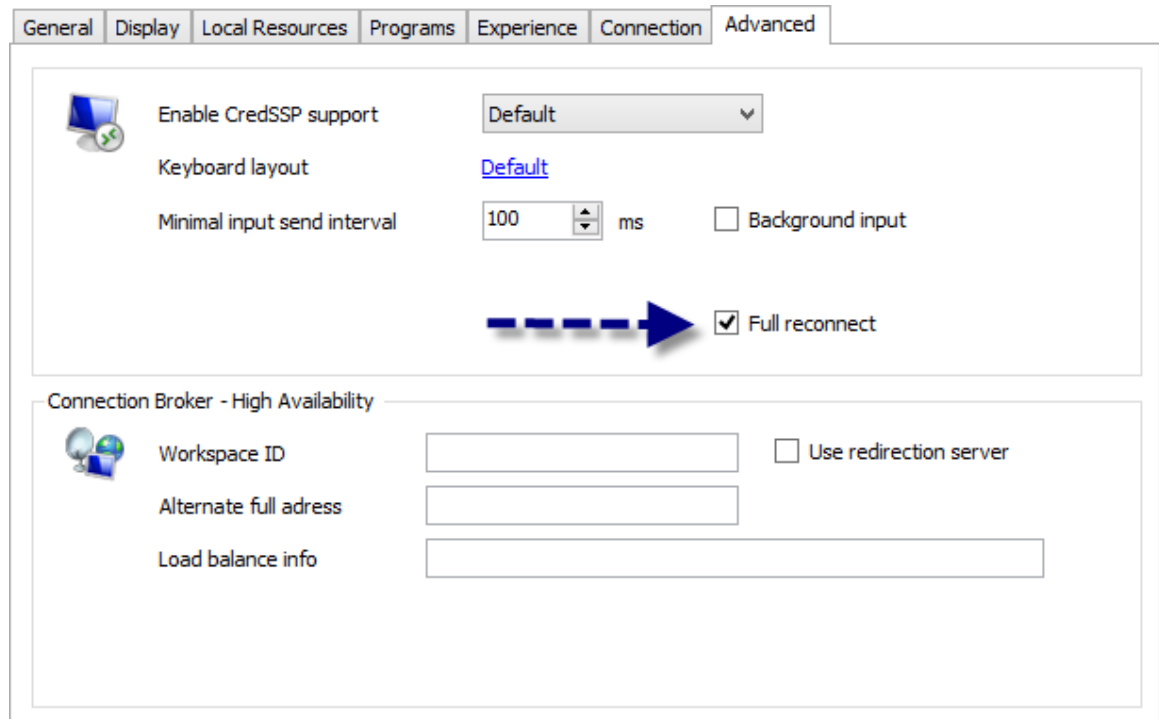 General Display Local Resources Programs Experience Connection Advanced
Enable CredSSP support Default
Keyboard layout Default
Minimal input send interval 100 ms Background input
Full reconnect
Connection Broker - High Availability
Workspace ID Use redirection server
Alternate full adress
Load balance info